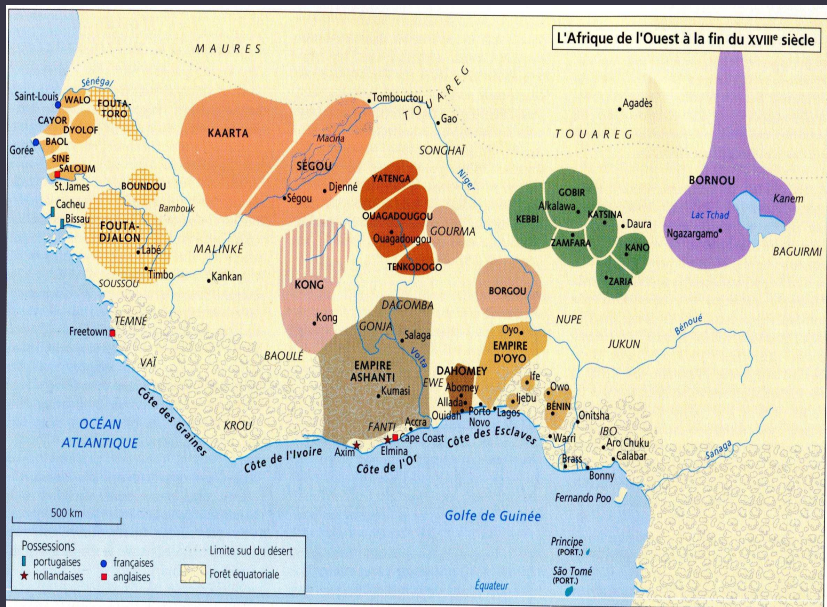 L'Afrique de l'Ouest à la fin du XVIIIe siècle
MAURES
Sénégal
Saint-Louis
WALO
FOUTA-
TORO
CAYOR
DYOLOF
Gorée
BAOL
SINE
SALOUM
St.James
BOUNDOU
Cacheu
Bissau
Bambouk
FOUTA-
DJALON
Labé
Timbo
SOUSSOU
MALINKÉ
Kankan
TEMNÉ
Freetown
VAÏ
KAARTA
Macina
SÉGOU
Djenné
Ségou
Tombouctou
TOUAREG
Gao
SONGHAÏ
Niger
YATENGA
OUAGADOUGOU
Ouagadougou
GOURMA
TENKODOGO
KONG
Kong
DAGOMBA
GONJA
Salaga
Volta
BAOULÉ
EMPIRE
ASHANTI
Kumasi
EWE
FANTI
Accra
Cape Coast
Elmina
Axim
KROU
Côte des Graines
Côte de l'Ivoire
Côte de l'Or
Côte des Esclaves
Agadès
TOUAREG
GOBIR
Alkalawa
KEBBI
KATSINA
Daura
ZAMFARA
KANO
ZARIA
BORNOU
Kanem
Lac Tchad
Ngazargamo
BAGUIRMI
BORGOU
NUPE
Oyo
EMPIRE
D'OYO
JUKUN
Bénoué
DAHOMEY
Abomey
Allada
Ouidah
Porto
Novo
Lagos
Ife
Ijebu
Owo
BÉNIN
Onitsha
Warri
IBO
Aro Chuku
Calabar
Brass
Bonny
Sanaga
Fernando Poo
OCÉAN
ATLANTIQUE
Golfe de Guinée
Principe
(PORT.)
São Tomé
(PORT.)
Équateur
500 km
Possessions
portugaises
françaises
hollandaises
anglaises
Limite sud du désert
Forêt équatoriale